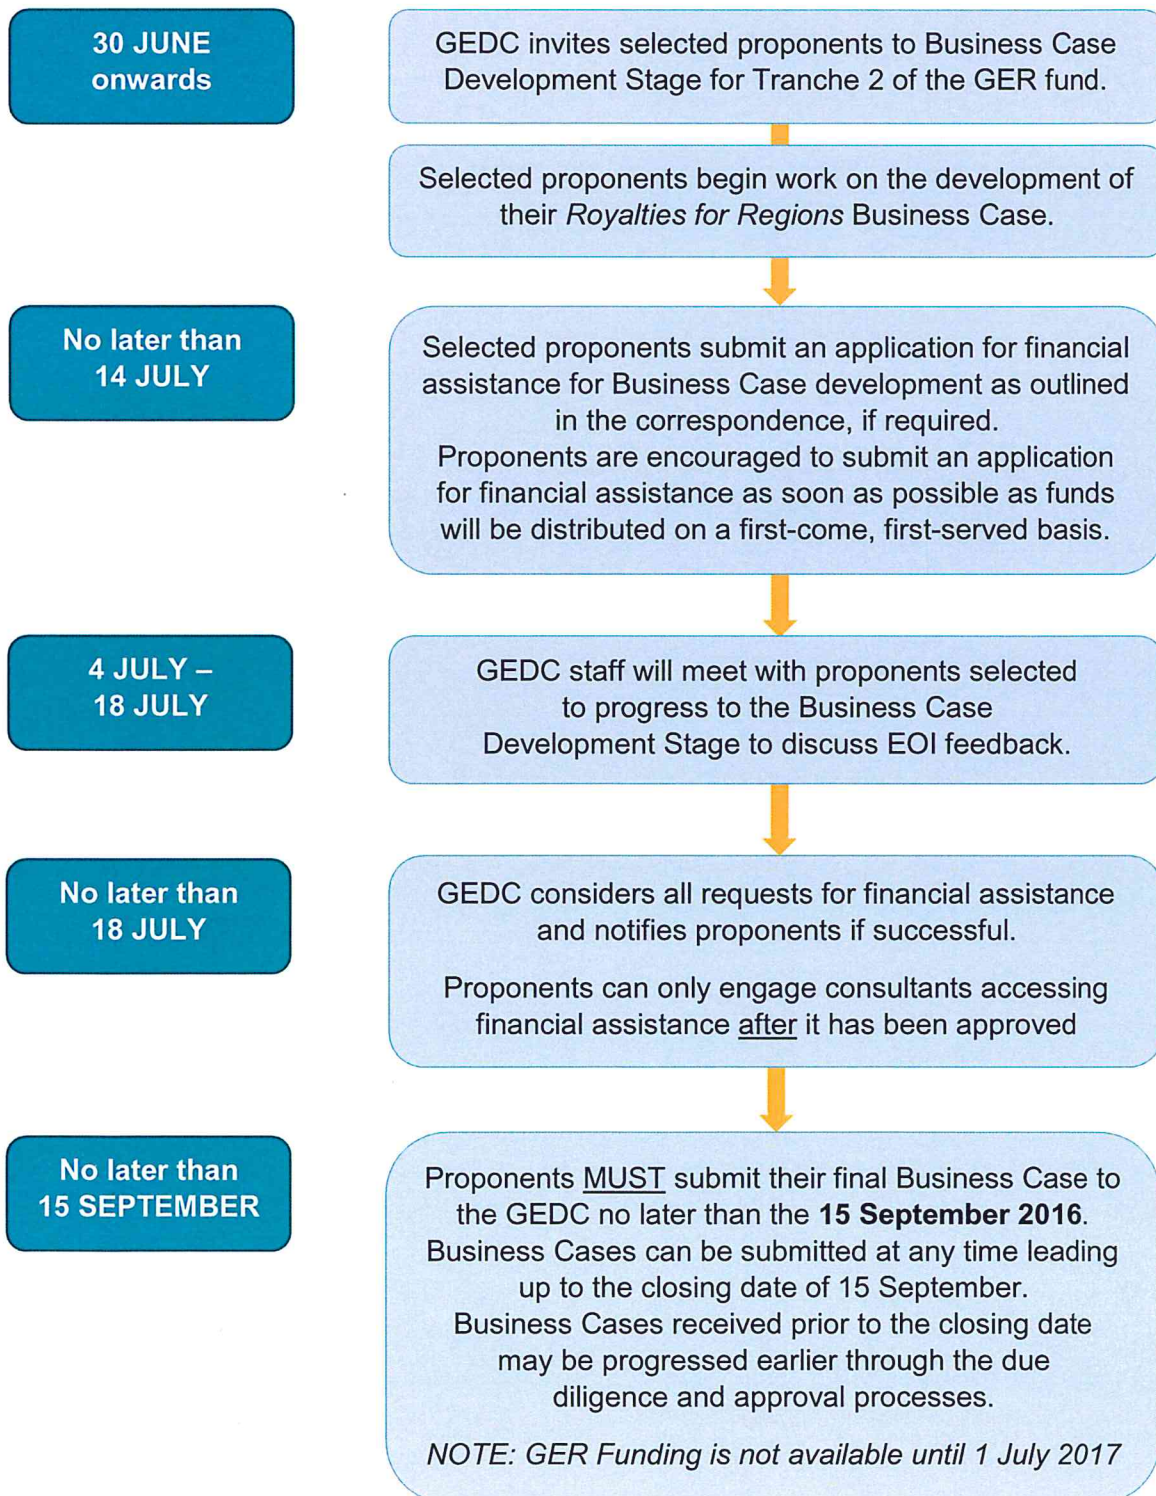 30 JUNE
onwards
GEDC invites selected proponents to Business Case
Development Stage for Tranche 2 of the GER fund.
Selected proponents begin work on the development of
their Royalties for Regions Business Case.
No later than
14 JULY
Selected proponents submit an application for financial
assistance for Business Case development as outlined
in the correspondence, if required.
Proponents are encouraged to submit an application
for financial assistance as soon as possible as funds
will be distributed on a first-come, first-served basis.
4 JULY –
18 JULY
GEDC staff will meet with proponents selected
to progress to the Business Case
Development Stage to discuss EOI feedback.
No later than
18 JULY
GEDC considers all requests for financial assistance
and notifies proponents if successful.
Proponents can only engage consultants accessing
financial assistance after it has been approved
No later than
15 SEPTEMBER
Proponents MUST submit their final Business Case to
the GEDC no later than the 15 September 2016.
Business Cases can be submitted at any time leading
up to the closing date of 15 September.
Business Cases received prior to the closing date
may be progressed earlier through the due
diligence and approval processes.
NOTE: GER Funding is not available until 1 July 2017